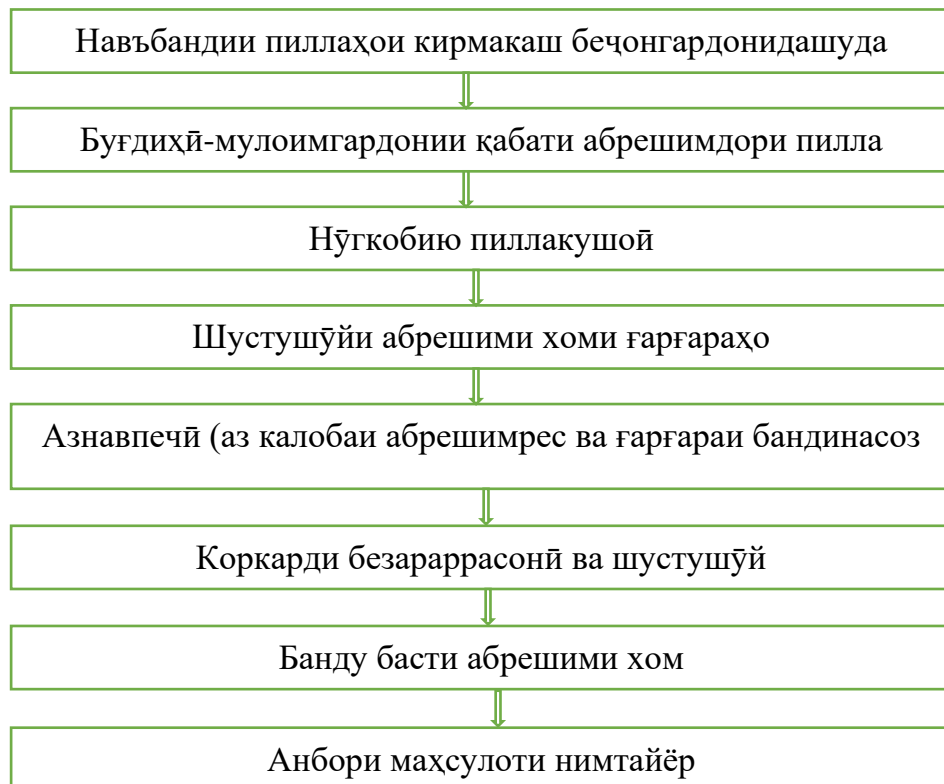 Навъбандии пиллаҳои кирмакаш беҷонгардонидашуда
Буғдиҳӣ-мулоимгардонии қабати абрешимдори пилла
Нӯгкобию пиллакушоӣ
Шустушӯйи абрешими хоми ғарғараҳо
Азнавпечӣ (аз калобаи абрешимрес ва ғарғараи бандинасоз
Коркарди безараррасонӣ ва шустушӯй
Банду басти абрешими хом
Анбори маҳсулоти нимтайёр